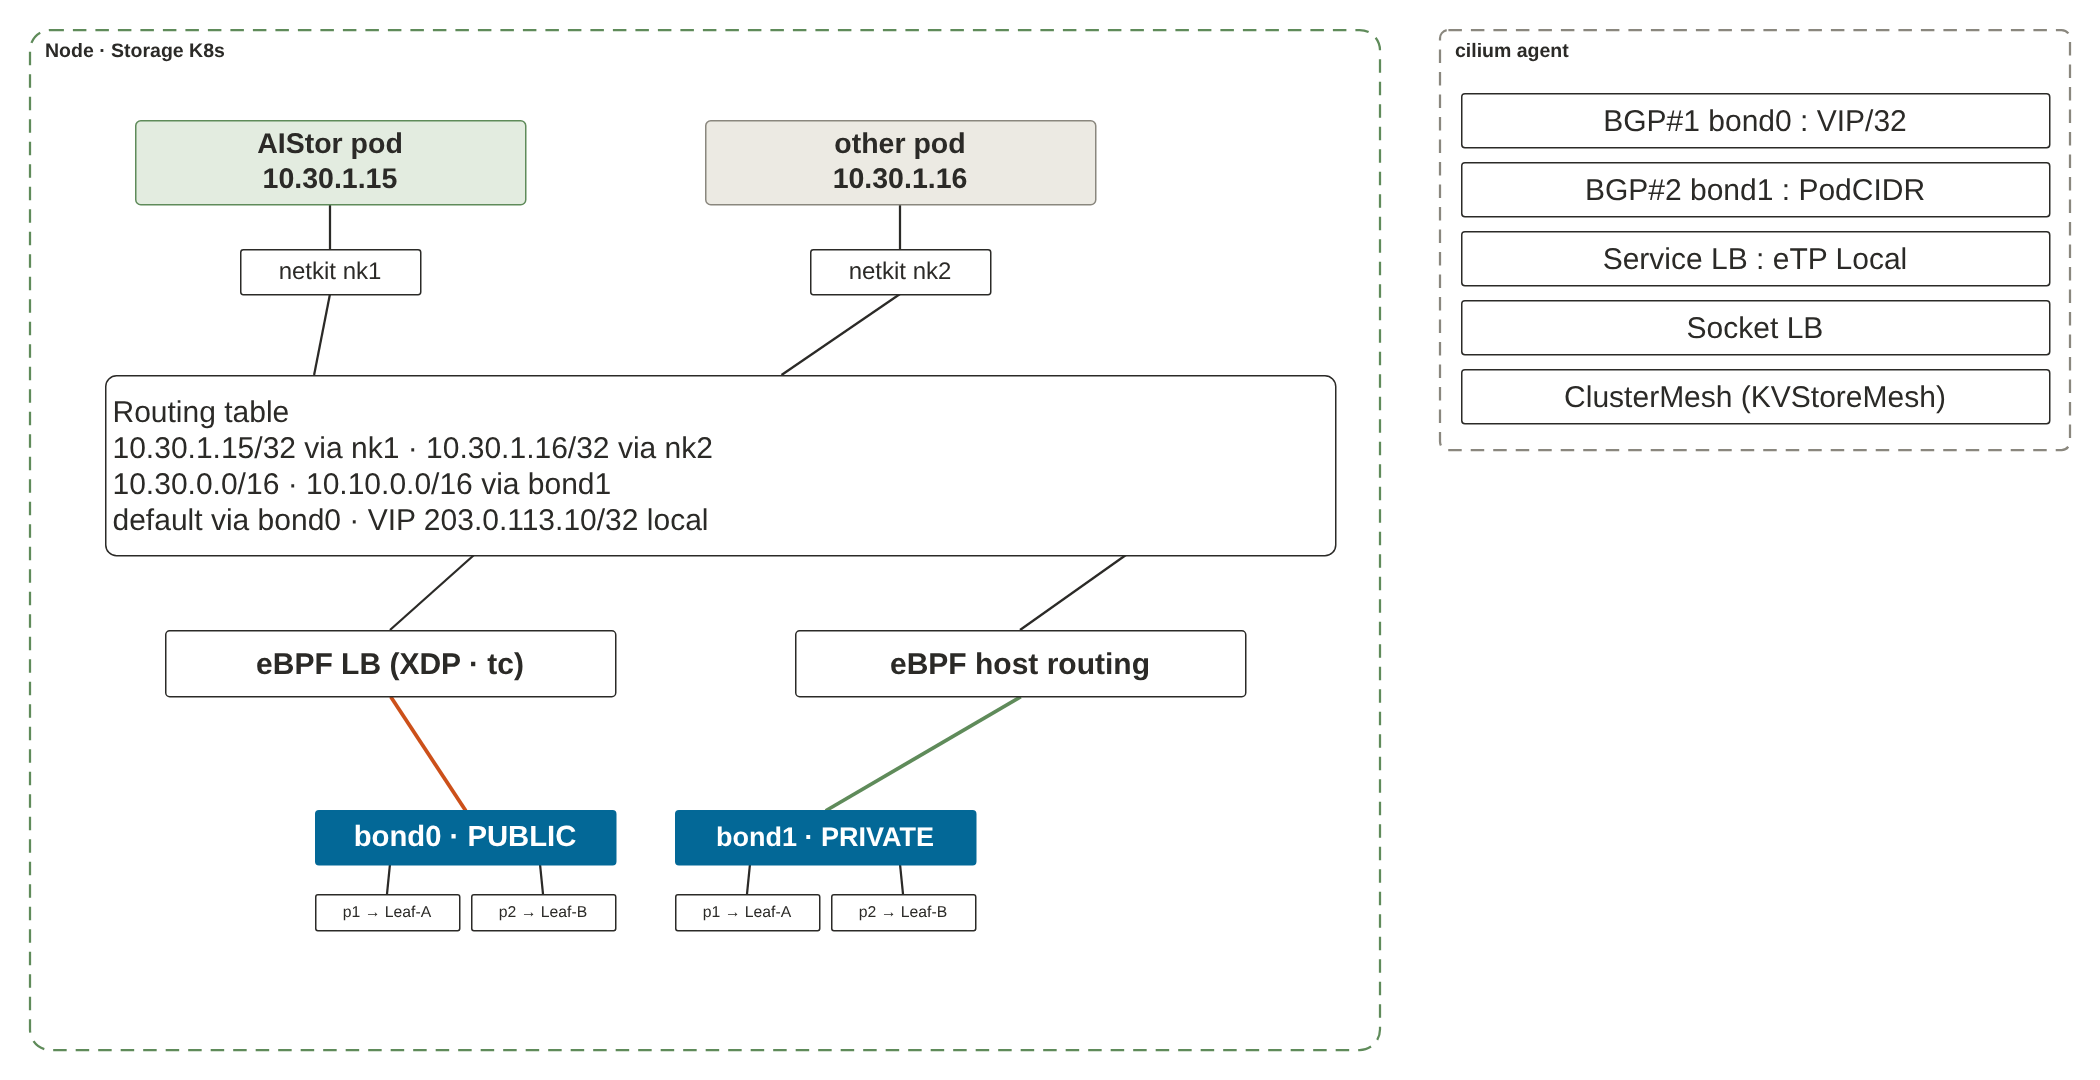 Node · Storage K8s
AIStor pod
10.30.1.15
other pod
10.30.1.16
netkit nk1
netkit nk2
Routing table
10.30.1.15/32 via nk1 · 10.30.1.16/32 via nk2
10.30.0.0/16 · 10.10.0.0/16 via bond1
default via bond0 · VIP 203.0.113.10/32 local
eBPF LB (XDP · tc)
eBPF host routing
bond0 · PUBLIC
bond1 · PRIVATE
p1 → Leaf-A
p2 → Leaf-B
p1 → Leaf-A
p2 → Leaf-B
cilium agent
BGP#1 bond0 : VIP/32
BGP#2 bond1 : PodCIDR
Service LB : eTP Local
Socket LB
ClusterMesh (KVStoreMesh)